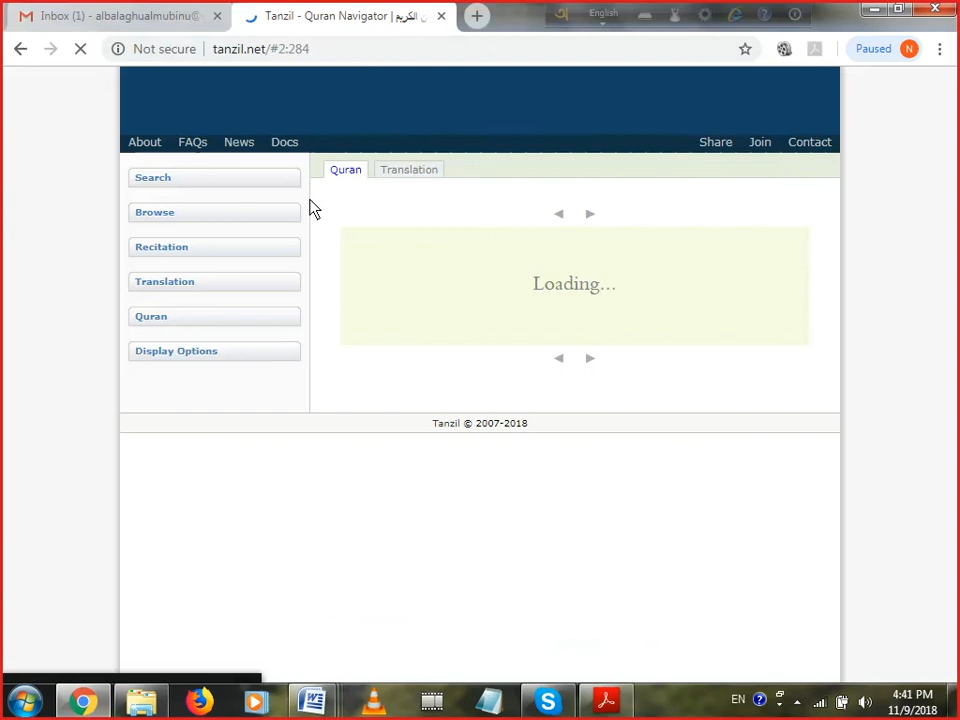 Inbox (1) - albalaghualmubinu@
Tanzil - Quran Navigator |
English
Not secure
tanzil.net/#2:284
Paused
N
About FAQs News Docs
Share Join Contact
Search
Browse
Recitation
Translation
Quran
Display Options
Quran Translation
Loading...
Tanzil © 2007-2018
EN
4:41 PM
11/9/2018